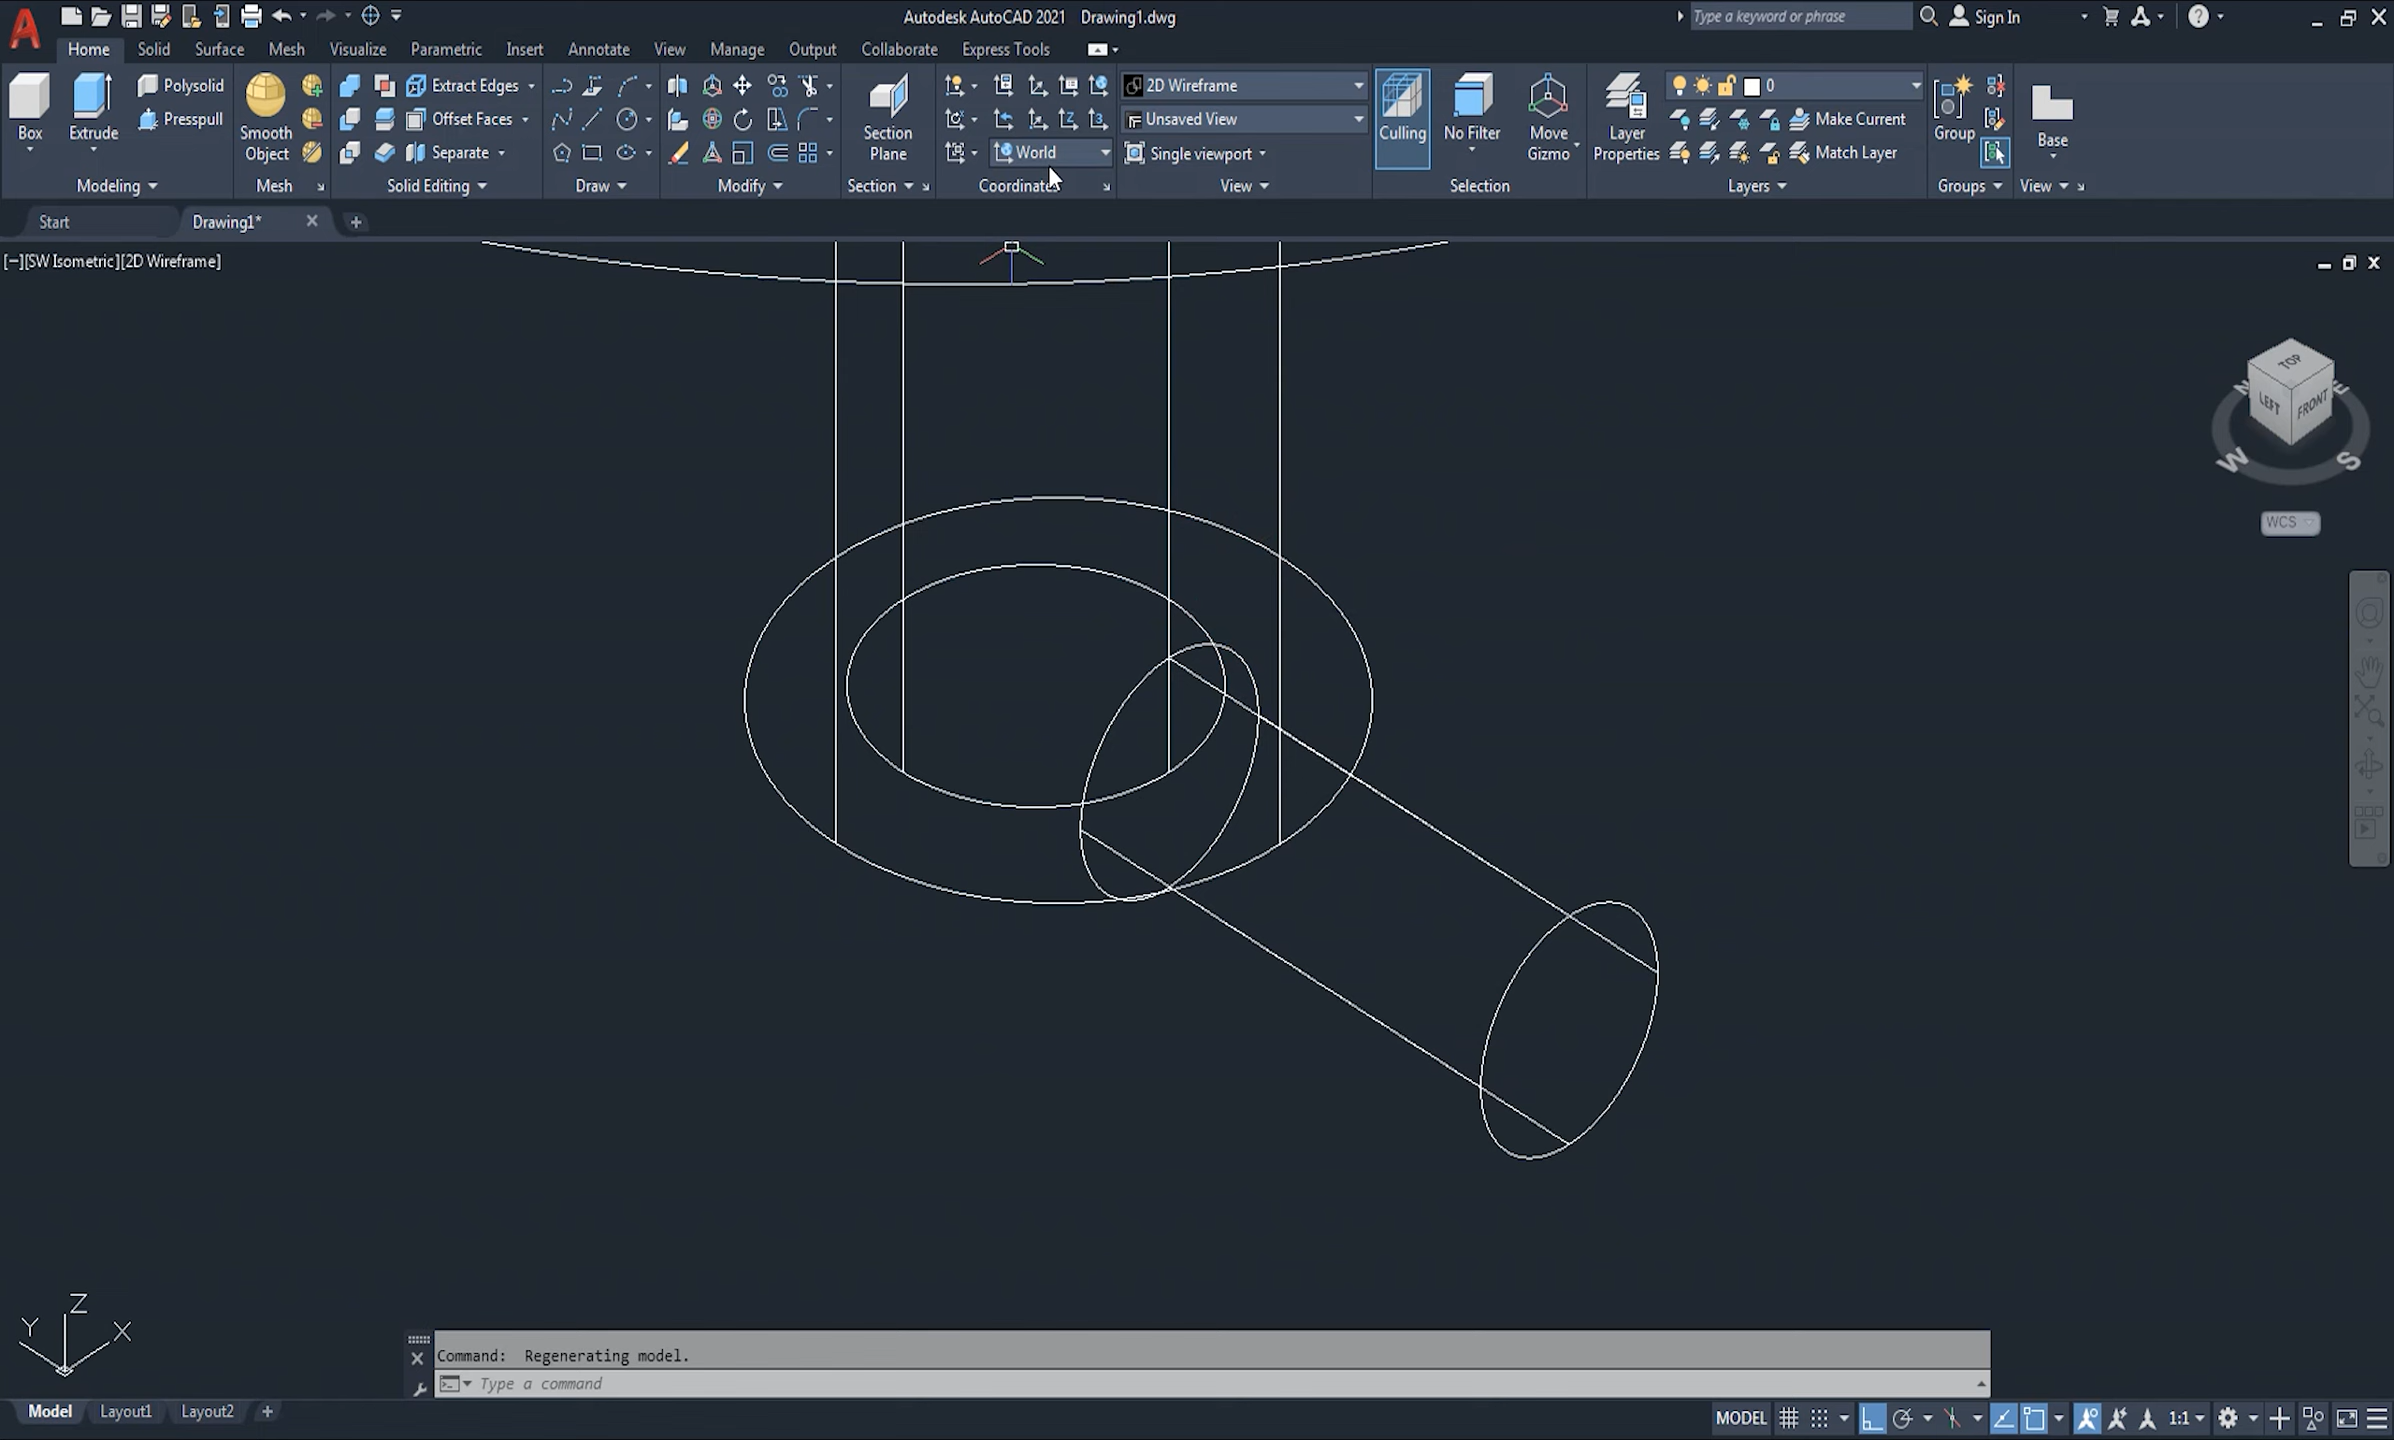 A Autodesk AutoCAD 2021 Drawing1.dwg Type a keyword or phrase Sign In ?
Home Solid Surface Mesh Visualize Parametric Insert Annotate View Manage Output Collaborate Express Tools
Box
Extrude
Polysolid
Presspull
Modeling
Smooth
Object
Mesh
Extract Edges
Offset Faces
Separate
Solid Editing
Draw
Modify
Section
Plane
Section
World
Coordinates
2D Wireframe
Unsaved View
Single viewport
View
Culling
No Filter
Move
Gizmo
Selection
Layer
Properties
0
Make Current
Match Layer
Layers
Group
Groups
Base
View
Start Drawing1*
[−][SW Isometric][2D Wireframe]
TOP
LEFT FRONT
N E
W S
WCS
Z
Y X
Command: Regenerating model.
Type a command
Model Layout1 Layout2 +
MODEL 1:1